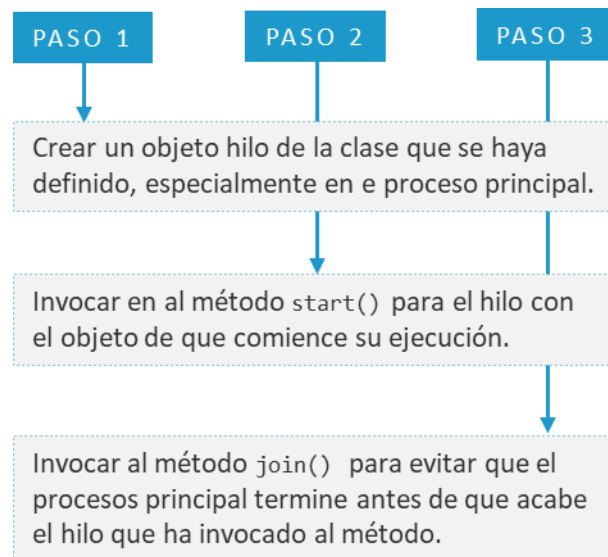 PASO 1
PASO 2
PASO 3
Crear un objeto hilo de la clase que se haya
definido, especialmente en e proceso principal.
Invocar en al método start() para el hilo con
el objeto de que comience su ejecución.
Invocar al método join() para evitar que el
procesos principal termine antes de que acabe
el hilo que ha invocado al método.